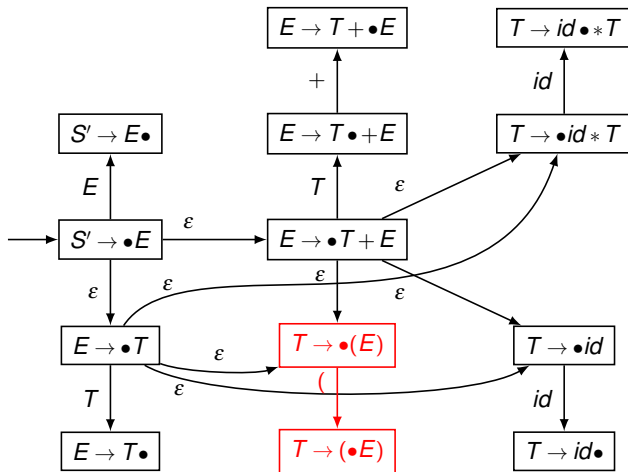 E → T + •E
T → id • * T
+
id
S′ → E•
E → T • + E
T → •id * T
E
T
ε
S′ → •E
ε
E → •T + E
ε
ε
ε
ε
E → •T
ε
T → •(E)
T → •id
T
ε
(
id
E → T•
T → (•E)
T → id•